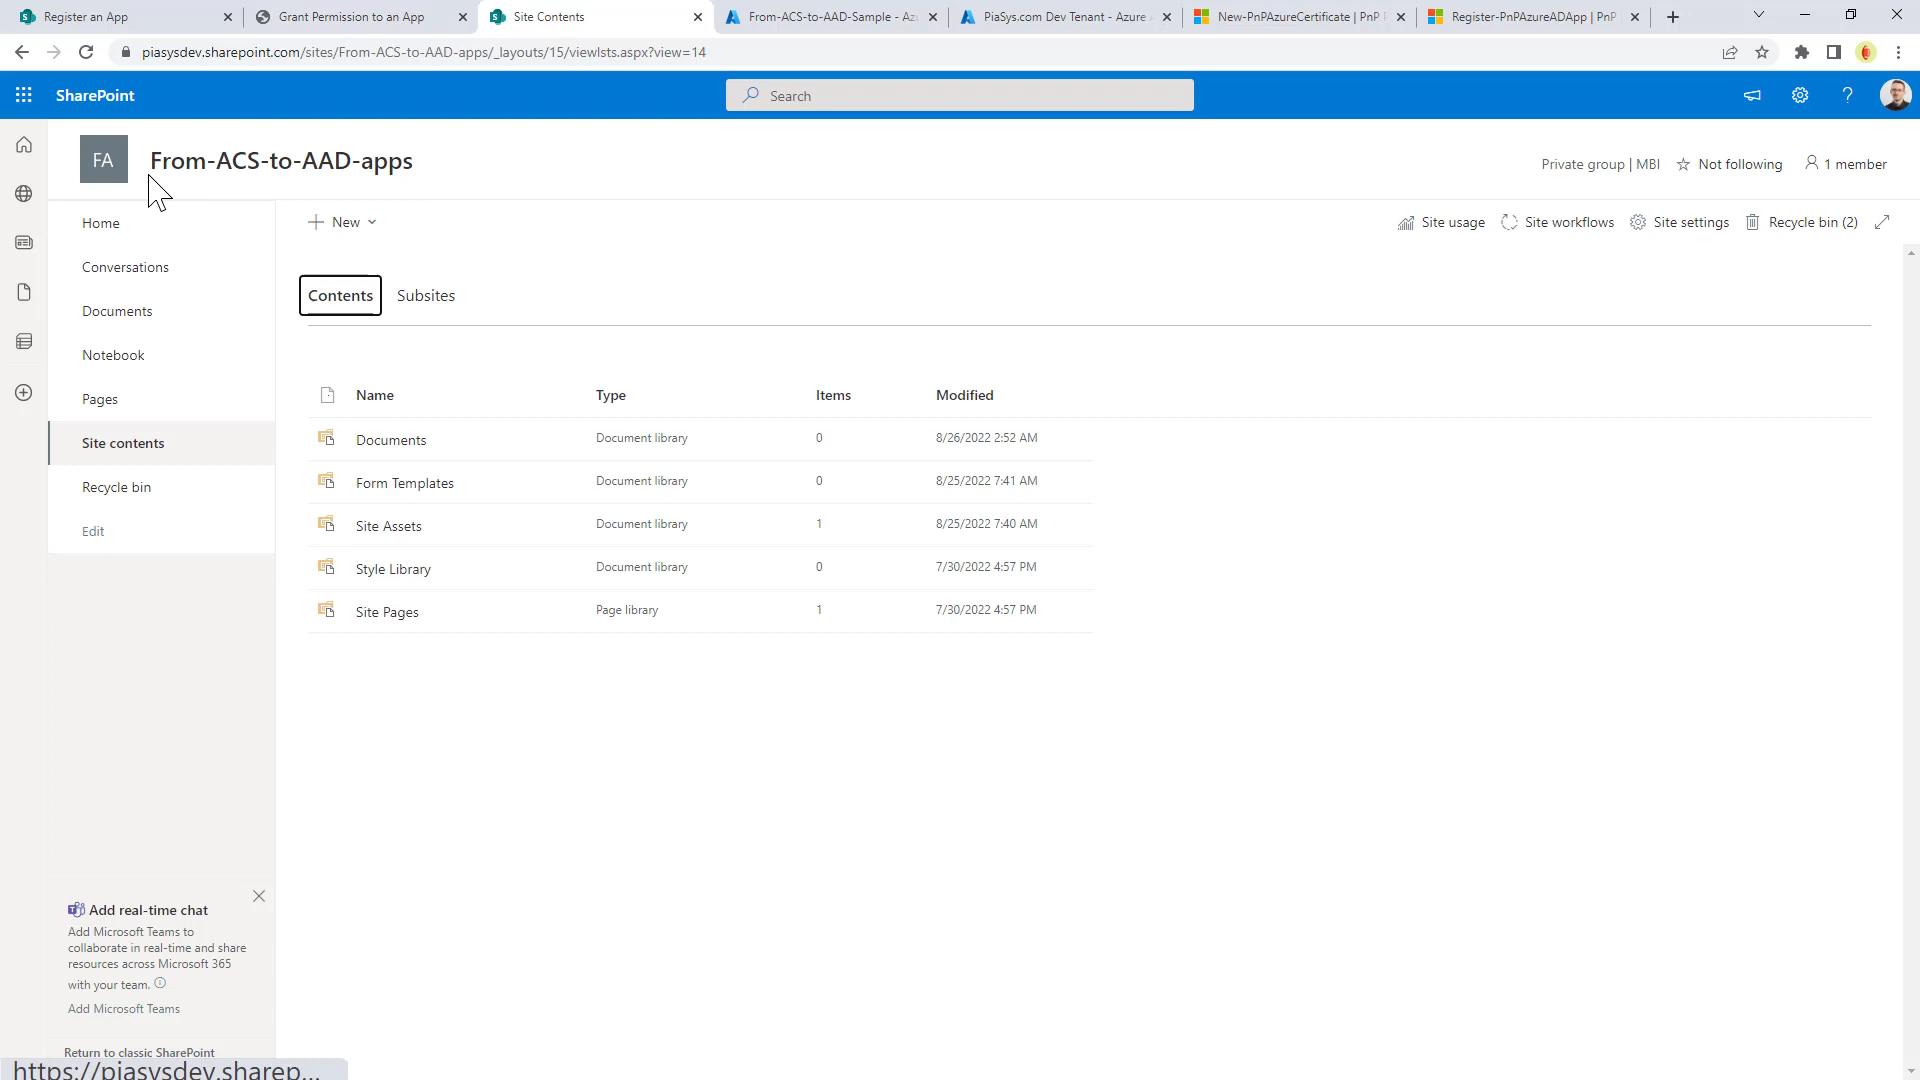 Register an App
Grant Permission to an App
Site Contents
From-ACS-to-AAD-Sample - Az
PiaSys.com Dev Tenant - Azure
New-PnPAzureCertificate | PnP
Register-PnPAzureADApp | PnP
piasysdev.sharepoint.com/sites/From-ACS-to-AAD-apps/_layouts/15/viewlsts.aspx?view=14
SharePoint
Search
FA
From-ACS-to-AAD-apps
Private group | MBI
Not following
1 member
Home
Conversations
Documents
Notebook
Pages
Site contents
Recycle bin
Edit
New
Site usage
Site workflows
Site settings
Recycle bin (2)
Contents
Subsites
Name Type Items Modified
Documents Document library 0 8/26/2022 2:52 AM
Form Templates Document library 0 8/25/2022 7:41 AM
Site Assets Document library 1 8/25/2022 7:40 AM
Style Library Document library 0 7/30/2022 4:57 PM
Site Pages Page library 1 7/30/2022 4:57 PM
Add real-time chat
Add Microsoft Teams to
collaborate in real-time and share
resources across Microsoft 365
with your team.
Add Microsoft Teams
Return to classic SharePoint
https://piasysdev.sharep...